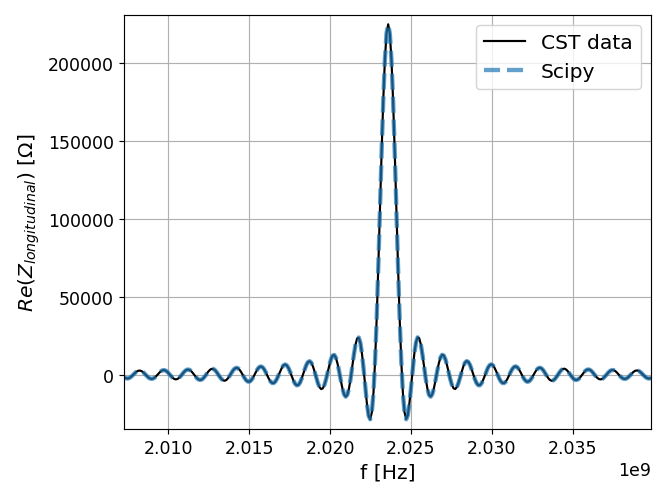 CST data
Scipy
200000
150000
100000
50000
0
Re(Z_longitudinal) [Ω]
2.010 2.015 2.020 2.025 2.030 2.035
1e9
f [Hz]